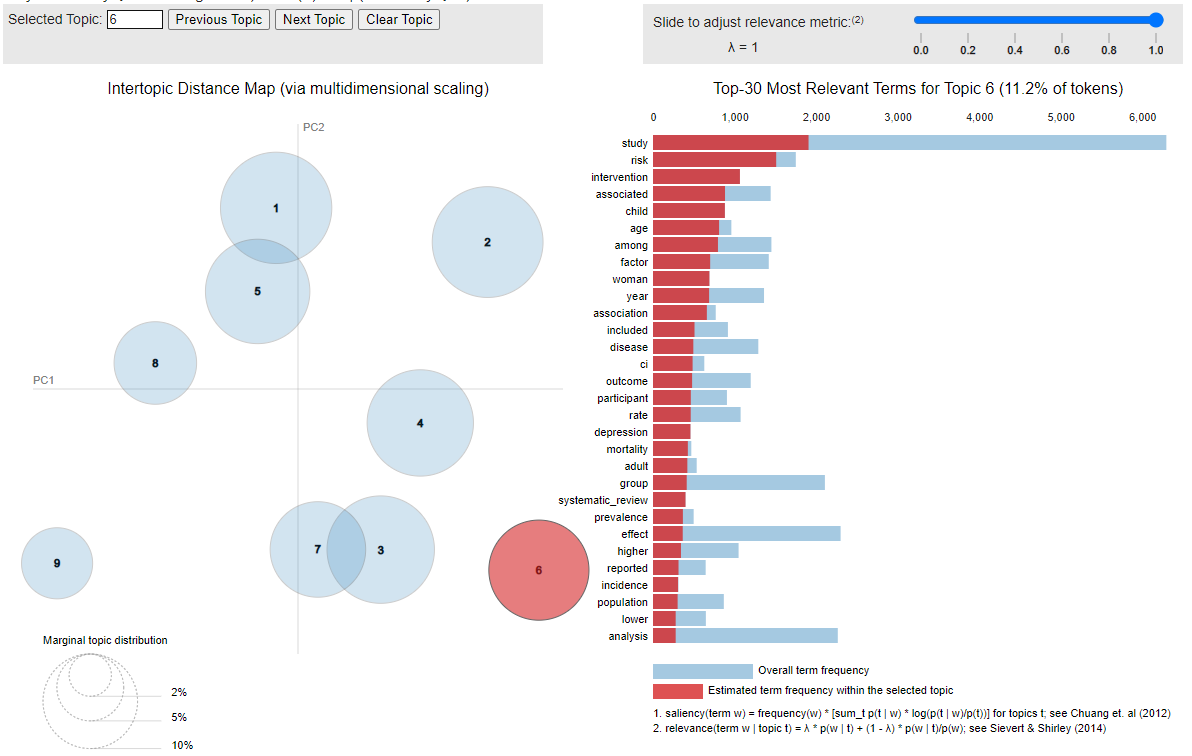 Selected Topic: 6 Previous Topic Next Topic Clear Topic
Slide to adjust relevance metric:(2)
λ = 1
0.0 0.2 0.4 0.6 0.8 1.0
Intertopic Distance Map (via multidimensional scaling)
PC2
PC1
1
2
5
8
4
7
3
6
9
Marginal topic distribution
2%
5%
10%
Top-30 Most Relevant Terms for Topic 6 (11.2% of tokens)
0 1,000 2,000 3,000 4,000 5,000 6,000
study
risk
intervention
associated
child
age
among
factor
woman
year
association
included
disease
ci
outcome
participant
rate
depression
mortality
adult
group
systematic_review
prevalence
effect
higher
reported
incidence
population
lower
analysis
Overall term frequency
Estimated term frequency within the selected topic
1. saliency(term w) = frequency(w) * [sum_t p(t | w) * log(p(t | w)/p(t))] for topics t; see Chuang et. al (2012)
2. relevance(term w | topic t) = λ * p(w | t) + (1 - λ) * p(w | t)/p(w); see Sievert & Shirley (2014)